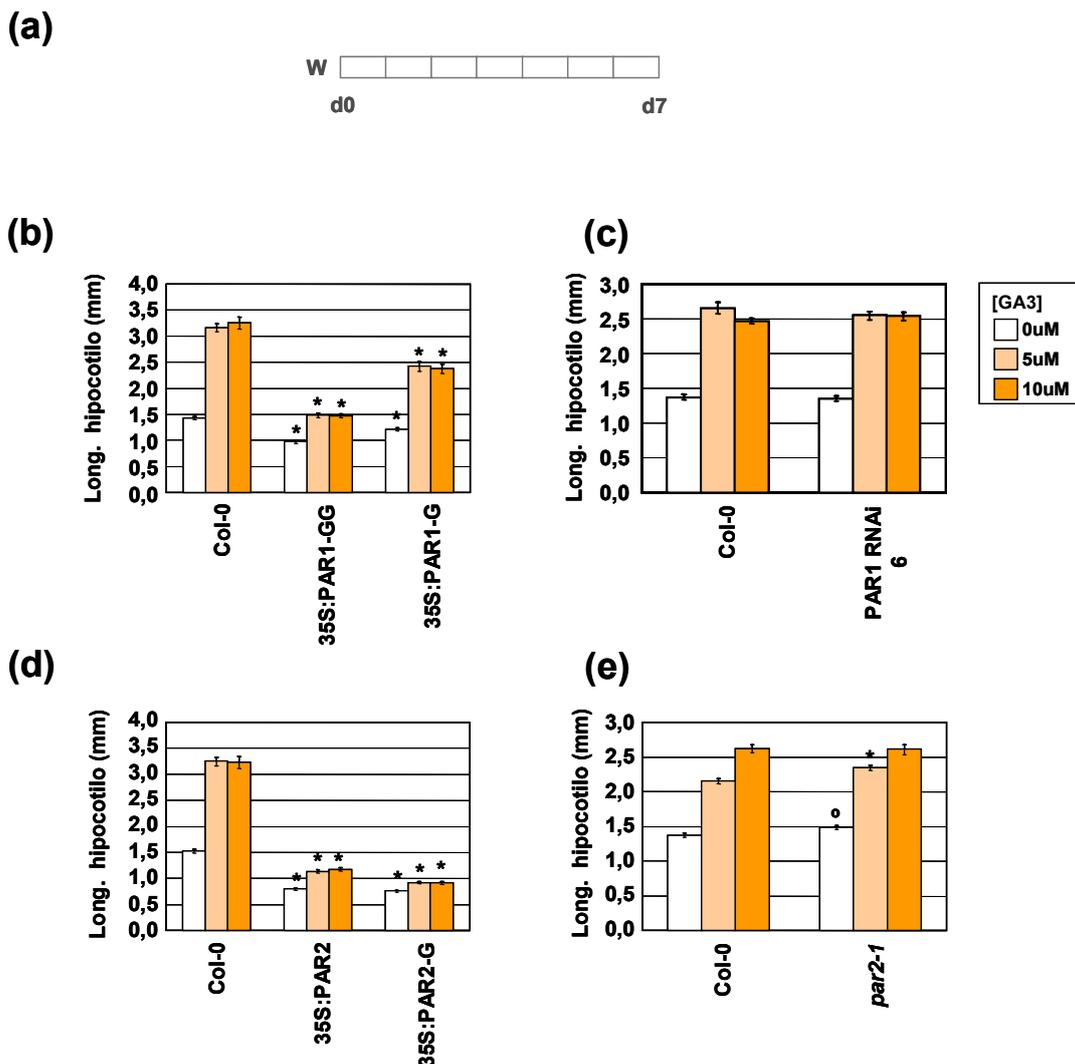 (a)
W
d0 d7
(b)
Long. hipocotilo (mm)
4,0
3,5
3,0
2,5
2,0
1,5
1,0
0,5
0,0
* * * * * *
Col-0
35S:PAR1-GG
35S:PAR1-G
(c)
Long. hipocotilo (mm)
3,0
2,5
2,0
1,5
1,0
0,5
0,0
Col-0
PAR1 RNAi
6
[GA3]
0uM
5uM
10uM
(d)
Long. hipocotilo (mm)
4,0
3,5
3,0
2,5
2,0
1,5
1,0
0,5
0,0
* * * * * *
Col-0
35S:PAR2
35S:PAR2-G
(e)
Long. hipocotilo (mm)
3,0
2,5
2,0
1,5
1,0
0,5
0,0
o *
Col-0
par2-1